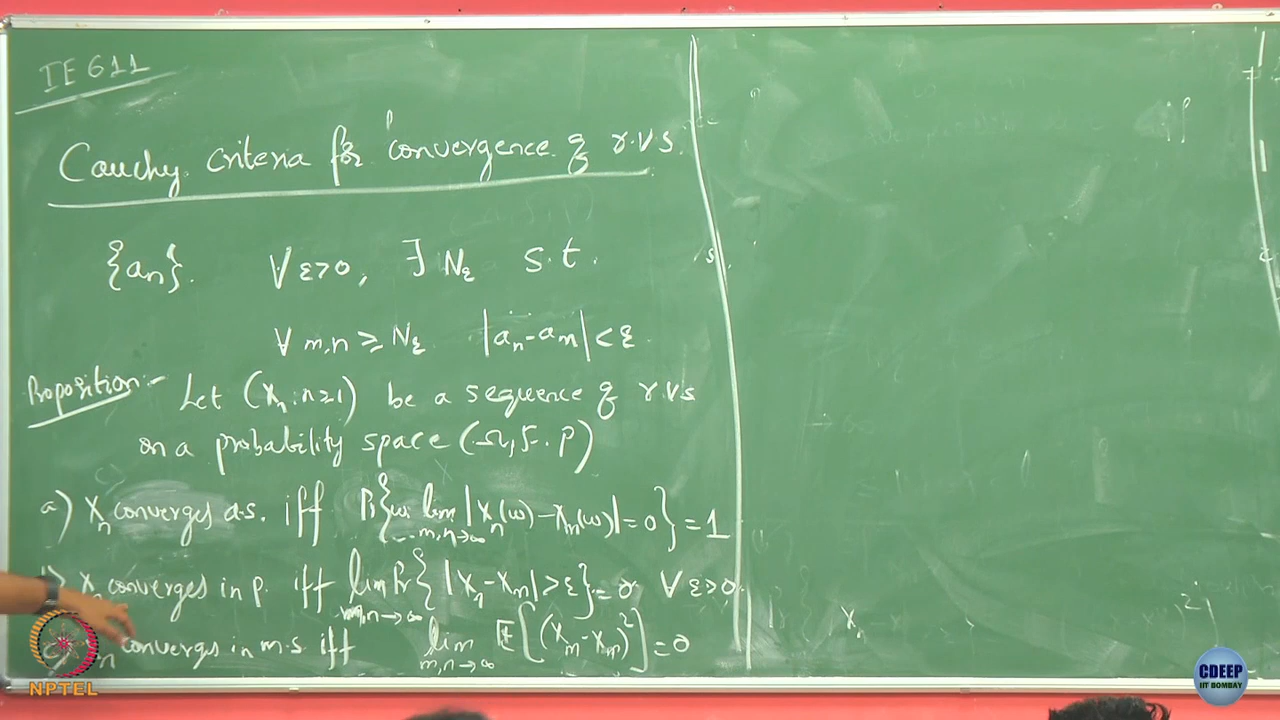 IE 611
Cauchy criteria for convergence of r.v.s.
{aₙ}. ∀ ε>0, ∃ Nε s.t.
∀ m,n ≥ Nε |aₙ-aₘ| < ε
Proposition:- Let (Xₙ: n≥1) be a sequence of r.v.s
on a probability space (Ω, F, P)
a) Xₙ converges a.s. iff Pr{ω: lim m,n→∞ |Xₙ(ω)-Xₘ(ω)|=0} = 1
b) Xₙ converges in p. iff lim m,n→∞ Pr{|Xₙ-Xₘ|>ε}=0 ∀ ε>0.
converges in m.s iff lim m,n→∞ E[(Xₘ-Xₙ)²]=0
NPTEL
CDEEP
IIT BOMBAY